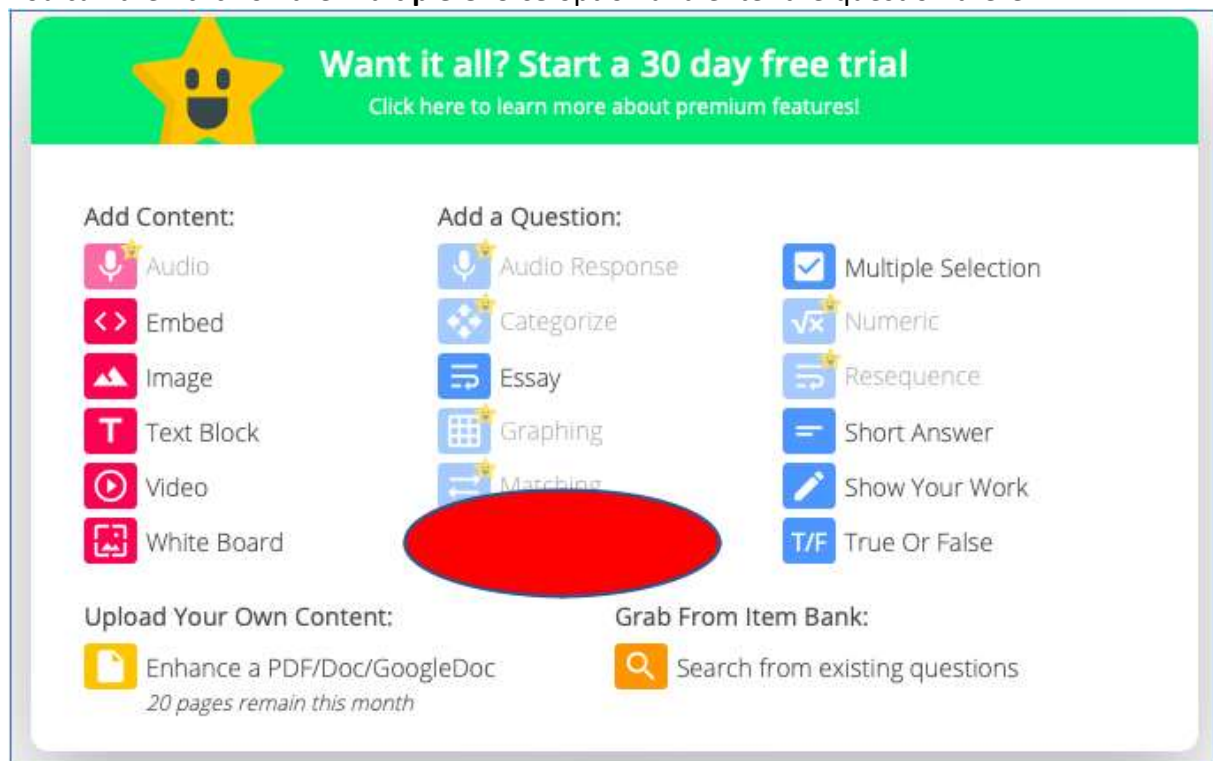 Want it all? Start a 30 day free trial
Click here to learn more about premium features!
Add Content:
Audio
Embed
Image
Text Block
Video
White Board
Add a Question:
Audio Response
Categorize
Essay
Graphing
Matching
Multiple Selection
Numeric
Resequence
Short Answer
Show Your Work
T/F True Or False
Upload Your Own Content:
Enhance a PDF/Doc/GoogleDoc
20 pages remain this month
Grab From Item Bank:
Search from existing questions